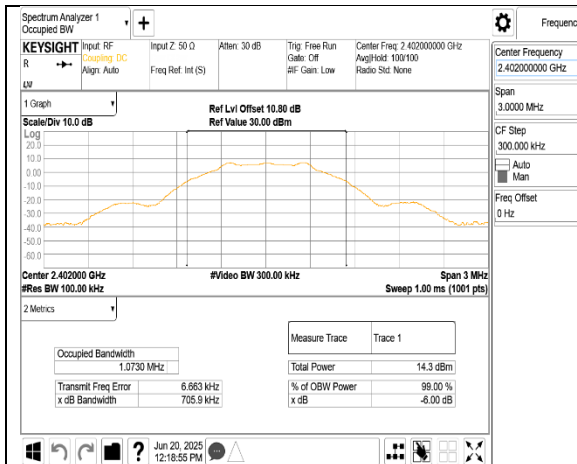 Spectrum Analyzer 1
Occupied BW
+
Frequenc
KEYSIGHT Input: RF Input Z: 50 Ω Atten: 30 dB Trig: Free Run Center Freq: 2.402000000 GHz
R Coupling: DC Gate: Off Avg|Hold: 100/100
Align: Auto Freq Ref: Int (S) #IF Gain: Low Radio Std: None
Center Frequency
2.402000000 GHz
Span
3.0000 MHz
CF Step
300.000 kHz
Auto
Man
Freq Offset
0 Hz
1 Graph
Ref Lvl Offset 10.80 dB
Scale/Div 10.0 dB Ref Value 30.00 dBm
Log
20.0
10.0
0.00
-10.0
-20.0
-30.0
-40.0
-50.0
-60.0
Center 2.402000 GHz #Video BW 300.00 kHz Span 3 MHz
#Res BW 100.00 kHz Sweep 1.00 ms (1001 pts)
2 Metrics
Measure Trace Trace 1
Occupied Bandwidth
1.0730 MHz Total Power 14.3 dBm
Transmit Freq Error 6.663 kHz % of OBW Power 99.00 %
x dB Bandwidth 705.9 kHz x dB -6.00 dB
? Jun 20, 2025
12:18:55 PM